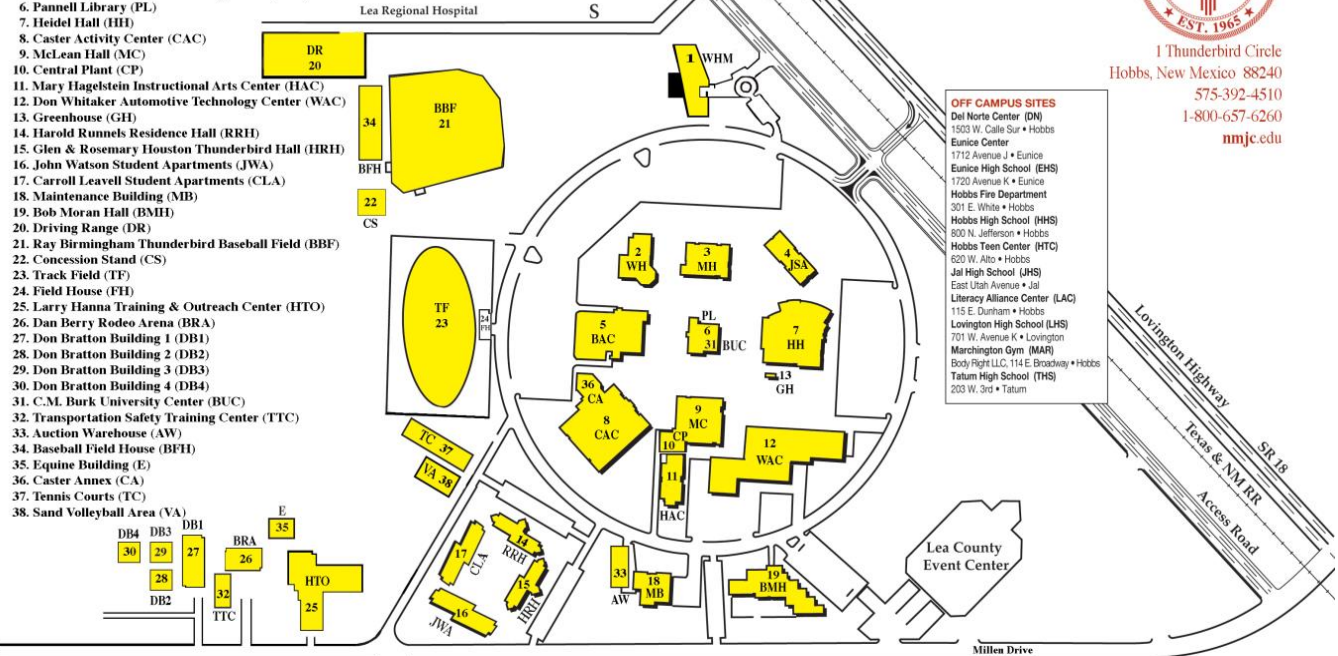 6. Pannell Library (PL)
7. Heidel Hall (HH)
8. Caster Activity Center (CAC)
9. McLean Hall (MC)
10. Central Plant (CP)
11. Mary Hagelstein Instructional Arts Center (HAC)
12. Don Whitaker Automotive Technology Center (WAC)
13. Greenhouse (GH)
14. Harold Runnels Residence Hall (RRH)
15. Glen & Rosemary Houston Thunderbird Hall (HRH)
16. John Watson Student Apartments (JWA)
17. Carroll Leavell Student Apartments (CLA)
18. Maintenance Building (MB)
19. Bob Moran Hall (BMH)
20. Driving Range (DR)
21. Ray Birmingham Thunderbird Baseball Field (BBF)
22. Concession Stand (CS)
23. Track Field (TF)
24. Field House (FH)
25. Larry Hanna Training & Outreach Center (HTO)
26. Dan Berry Rodeo Arena (BRA)
27. Don Bratton Building 1 (DB1)
28. Don Bratton Building 2 (DB2)
29. Don Bratton Building 3 (DB3)
30. Don Bratton Building 4 (DB4)
31. C.M. Burk University Center (BUC)
32. Transportation Safety Training Center (TTC)
33. Auction Warehouse (AW)
34. Baseball Field House (BFH)
35. Equine Building (E)
36. Caster Annex (CA)
37. Tennis Courts (TC)
38. Sand Volleyball Area (VA)
Lea Regional Hospital
S
DR
20
34
BFH
BBF
21
22
CS
1 WHM
EST. 1965
1 Thunderbird Circle
Hobbs, New Mexico 88240
575-392-4510
1-800-657-6260
nmjc.edu
OFF CAMPUS SITES
Del Norte Center (DN)
1503 W. Calle Sur • Hobbs
Eunice Center
1712 Avenue J • Eunice
Eunice High School (EHS)
1720 Avenue K • Eunice
Hobbs Fire Department
301 E. White • Hobbs
Hobbs High School (HHS)
800 N. Jefferson • Hobbs
Hobbs Teen Center (HTC)
620 W. Alto • Hobbs
Jal High School (JHS)
East Utah Avenue • Jal
Literacy Alliance Center (LAC)
115 E. Dunham • Hobbs
Lovington High School (LHS)
701 W. Avenue K • Lovington
Marchington Gym (MAR)
Body Right LLC, 114 E. Broadway • Hobbs
Tatum High School (THS)
203 W. 3rd • Tatum
2
WH
3
MH
4
JSA
TF
23
24
FH
5
BAC
PL
6
31
BUC
7
HH
13
GH
36
CA
8
CAC
9
MC
CP
10
11
HAC
12
WAC
TC 37
VA 38
Lovington Highway
SR 18
Texas & NM RR
Access Road
DB4
30
DB3
29
28
DB2
DB1
27
BRA
26
E
35
32
TTC
HTO
25
17
CLA
14
RRH
15
HRH
16
JWA
33
AW
18
MB
19
BMH
Lea County
Event Center
Millen Drive